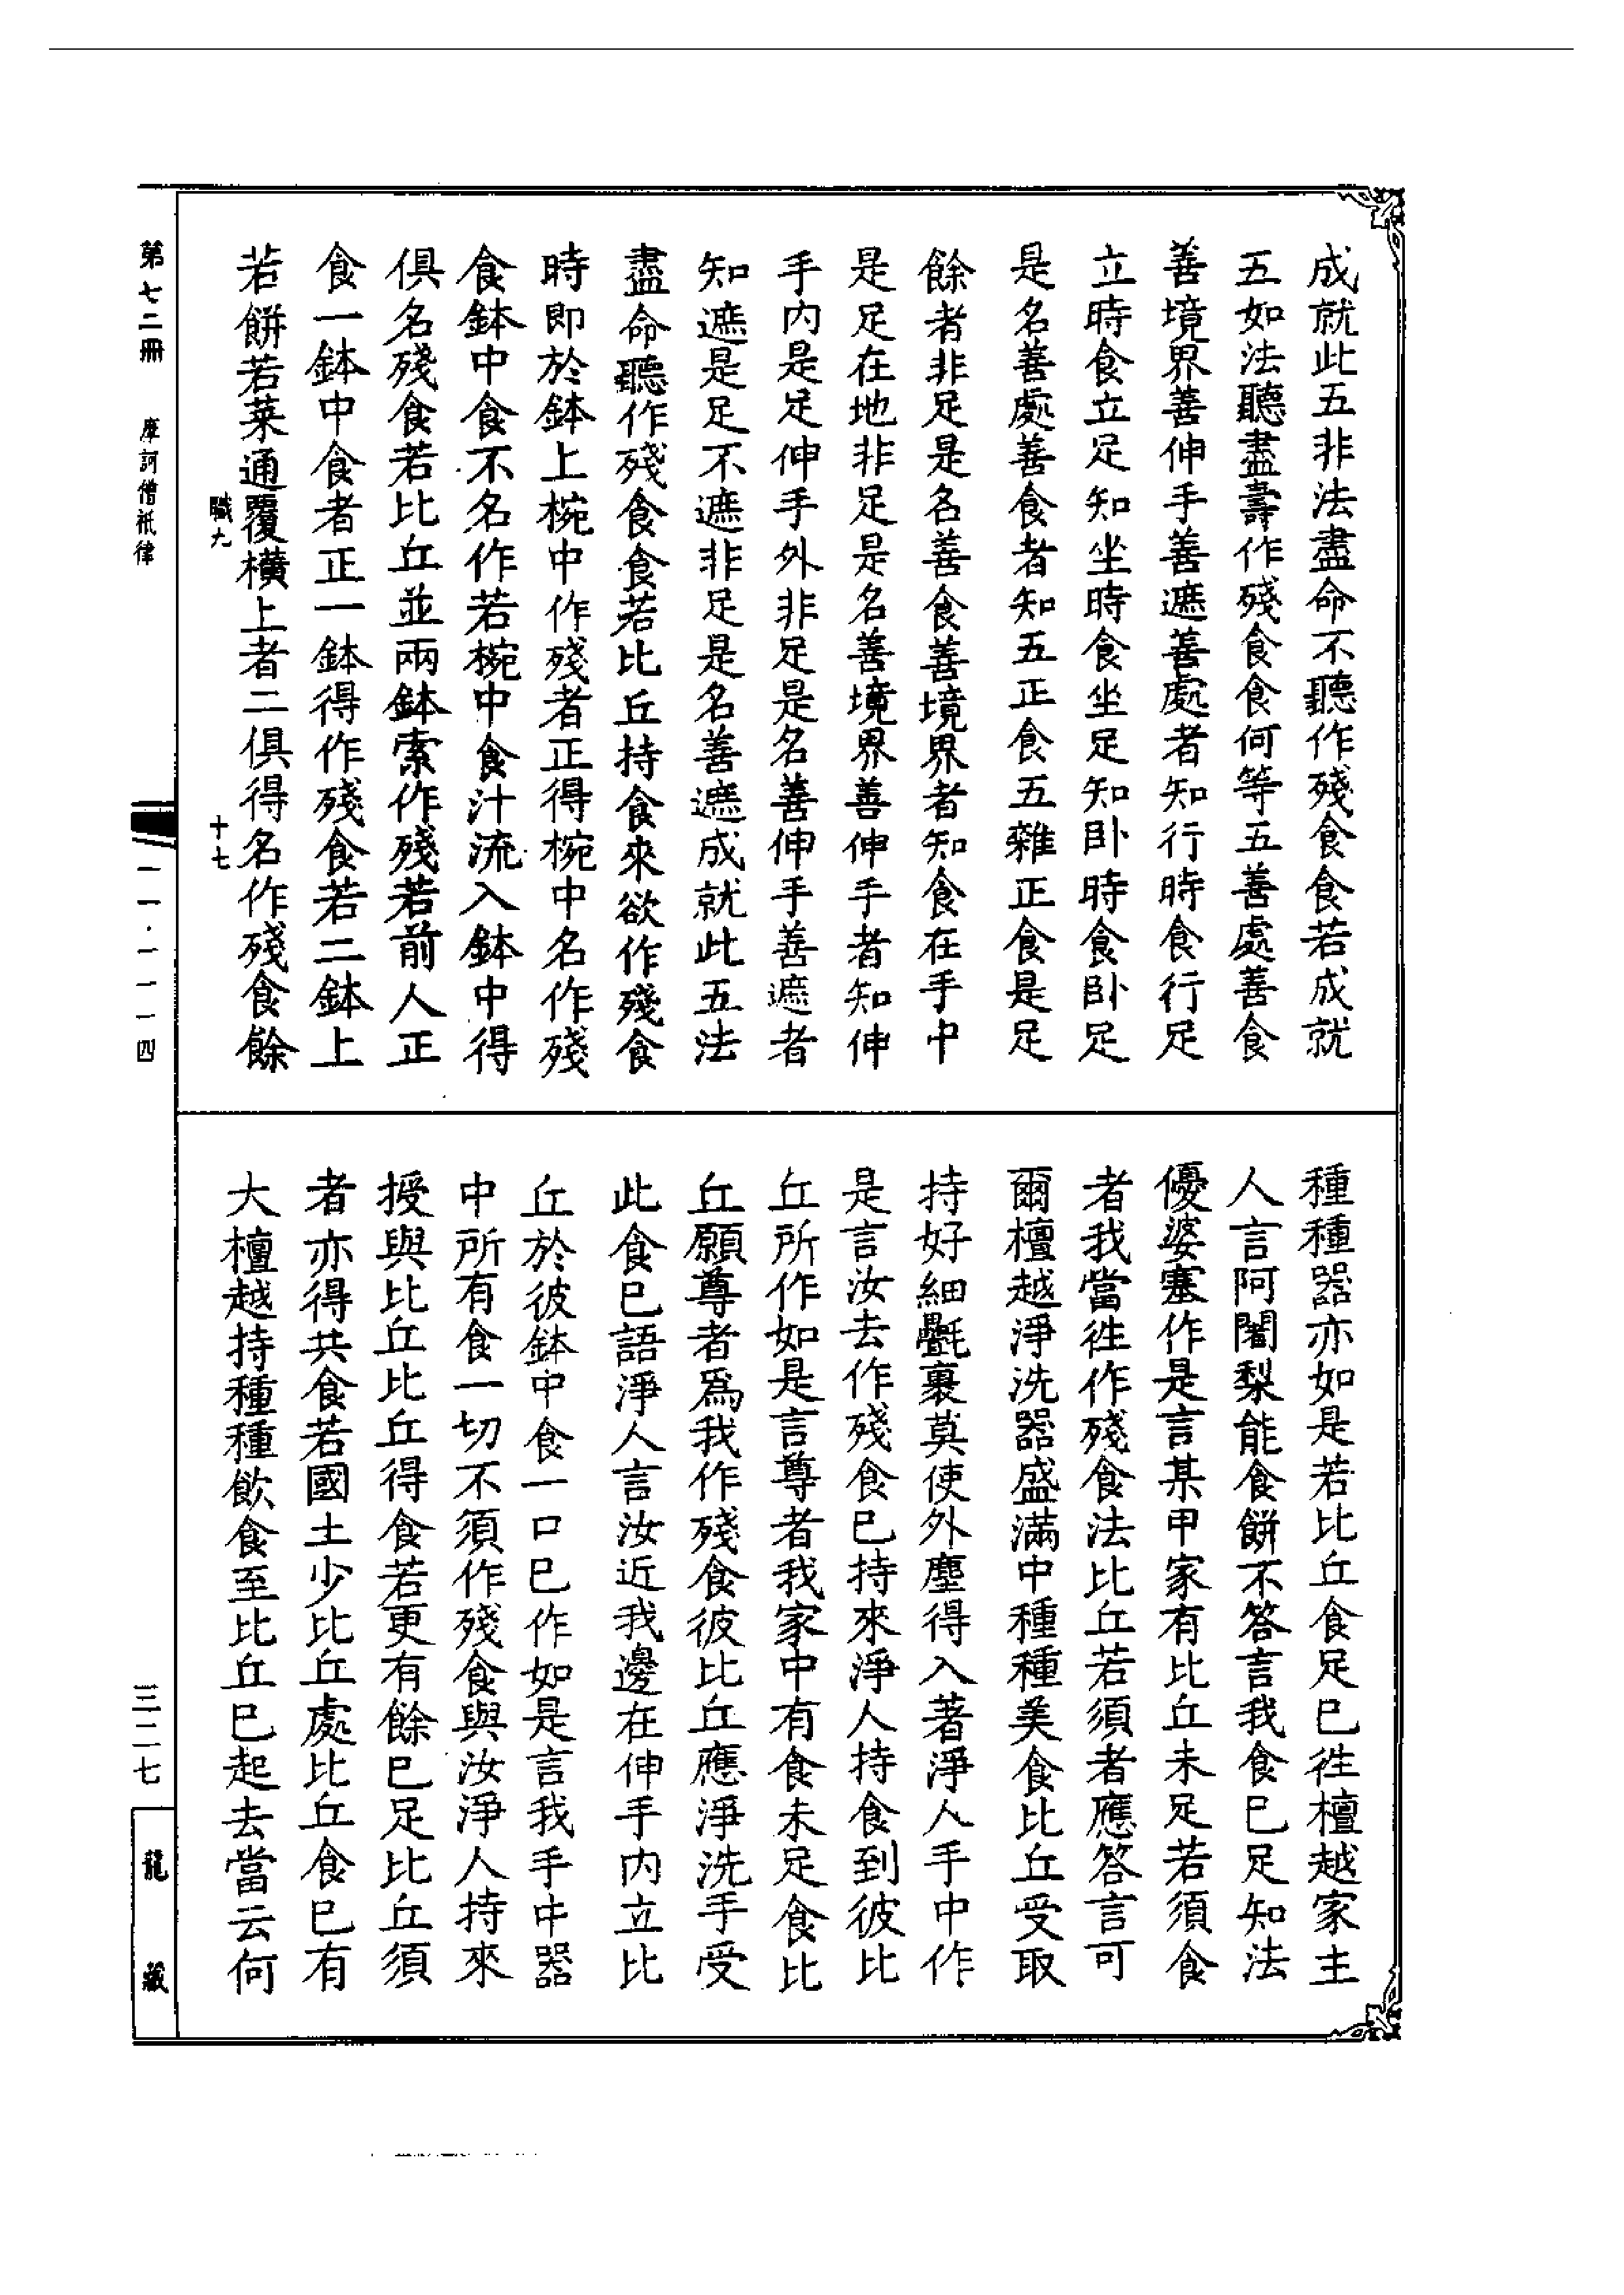 成就此五非法盡命不聽作殘食食若成就
五如法聽盡壽作殘食食何等五善處善食
善境界善伸手善遮善處者知行時食行足
立時食立足知坐時食坐足知卧時食卧足
是名善處善食者知五正食五雜正食是足
餘者非足是名善食善境界者知食在手中
是足在地非足是名善境界善伸手者知伸
手內是足伸手外非足是名善伸手善遮者
知遮是足不遮非足是名善遮成就此五法
盡命聽作殘食食若比丘持食來欲作殘食
時即於鉢上椀中作殘者正得椀中名作殘
食鉢中食不名作若椀中食汁流入鉢中得
俱名殘食若比丘並兩鉢索作殘若前人正
食一鉢中食者正一鉢得作殘食若二鉢上
若餅若菜通覆橫上者二俱得名作殘食餘
職九 十七
種種器亦如是若比丘食足巳徃檀越家主
人言阿闍梨能食餅不答言我食巳足知法
優婆塞作是言某甲家有比丘未足若須食
者我當徃作殘食法比丘若須者應答言可
爾檀越淨洗器盛滿中種種美食比丘受取
持好細㲲裹莫使外塵得入著淨人手中作
是言汝去作殘食巳持來淨人持食到彼比
丘所作如是言尊者我家中有食未足食比
丘願尊者爲我作殘食彼比丘應淨洗手受
此食巳語淨人言汝近我邊在伸手內立比
丘於彼鉢中食一口巳作如是言我手中器
中所有食一切不須作殘食與汝淨人持來
授與比丘比丘得食若更有餘巳足比丘須
者亦得共食若國土少比丘處比丘食巳有
大檀越持種種飲食至比丘巳起去當云何
第七二冊 摩訶僧祇律
一一·一一一四
三二七
龍藏